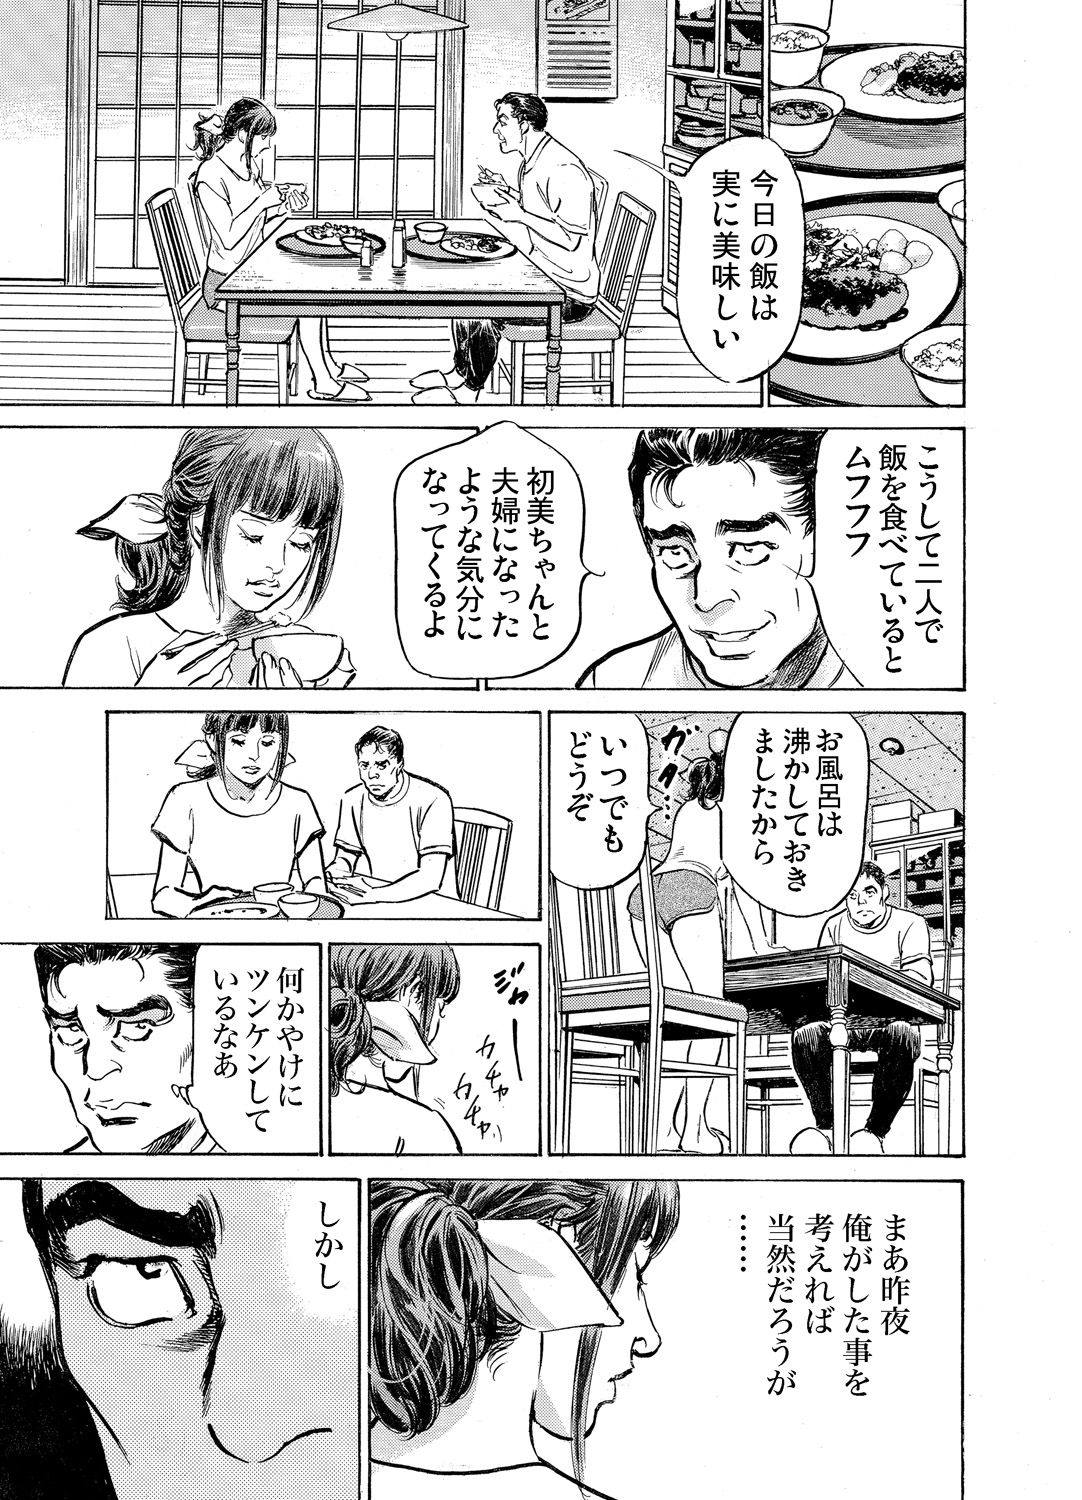 今日の飯は
実に美味しい
こうして二人で
飯を食べていると
ムフフフ
初美ちゃんと
夫婦になった
ような気分に
なってくるよ
お風呂は
沸かしておき
ましたから
ガタ…
いつでも
どうぞ
ジャー
カチャ
カチャリ
何かやけに
ツンケンして
いるなあ
まあ昨夜
俺がした事を
考えれば
当然だろうが
……
しかし